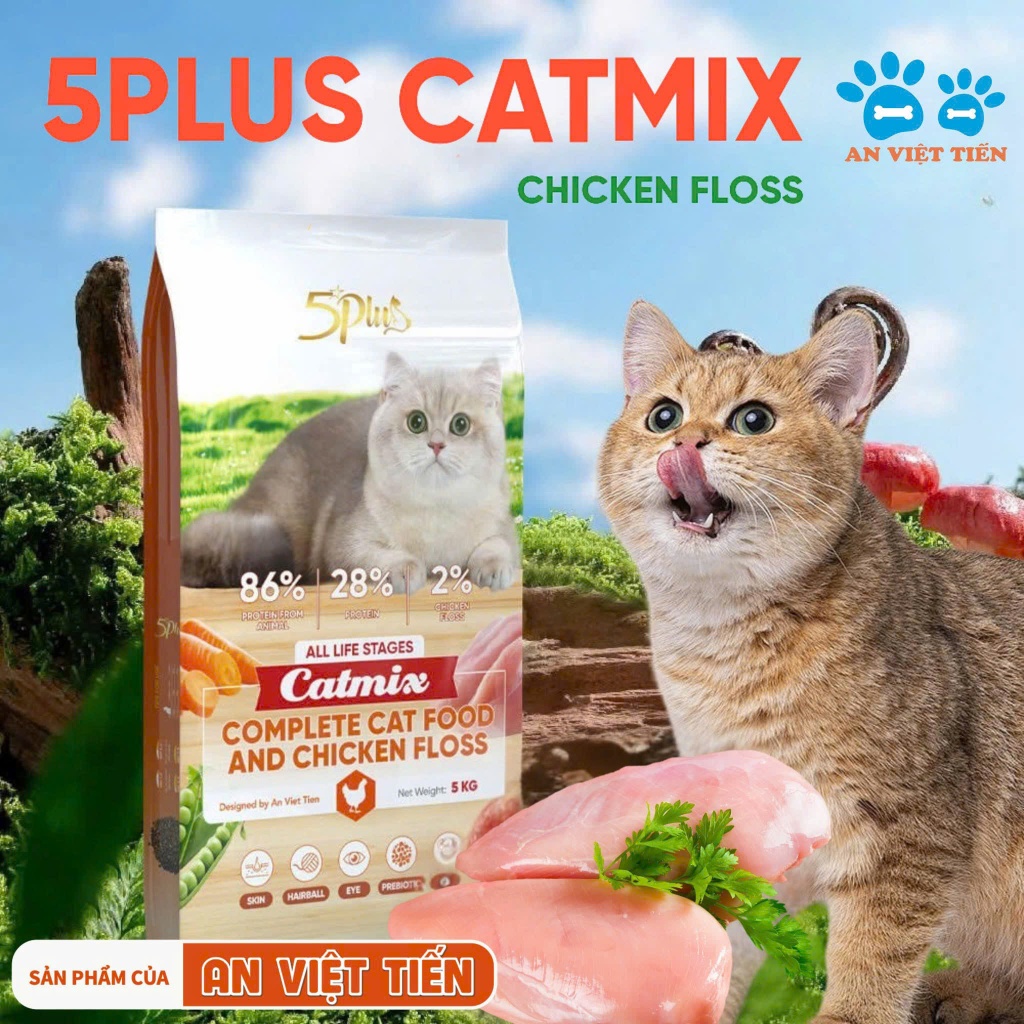 5PLUS CATMIX
AN VIỆT TIẾN
CHICKEN FLOSS
5Plus
86% 28% 2%
PROTEIN FROM ANIMAL
PROTEIN
CHICKEN FLOSS
ALL LIFE STAGES
Catmix
COMPLETE CAT FOOD
AND CHICKEN FLOSS
Designed by An Viet Tien
Net Weight: 5 KG
SKIN HAIRBALL EYE PREBIOTIC
5Plus
SẢN PHẨM CỦA AN VIỆT TIẾN